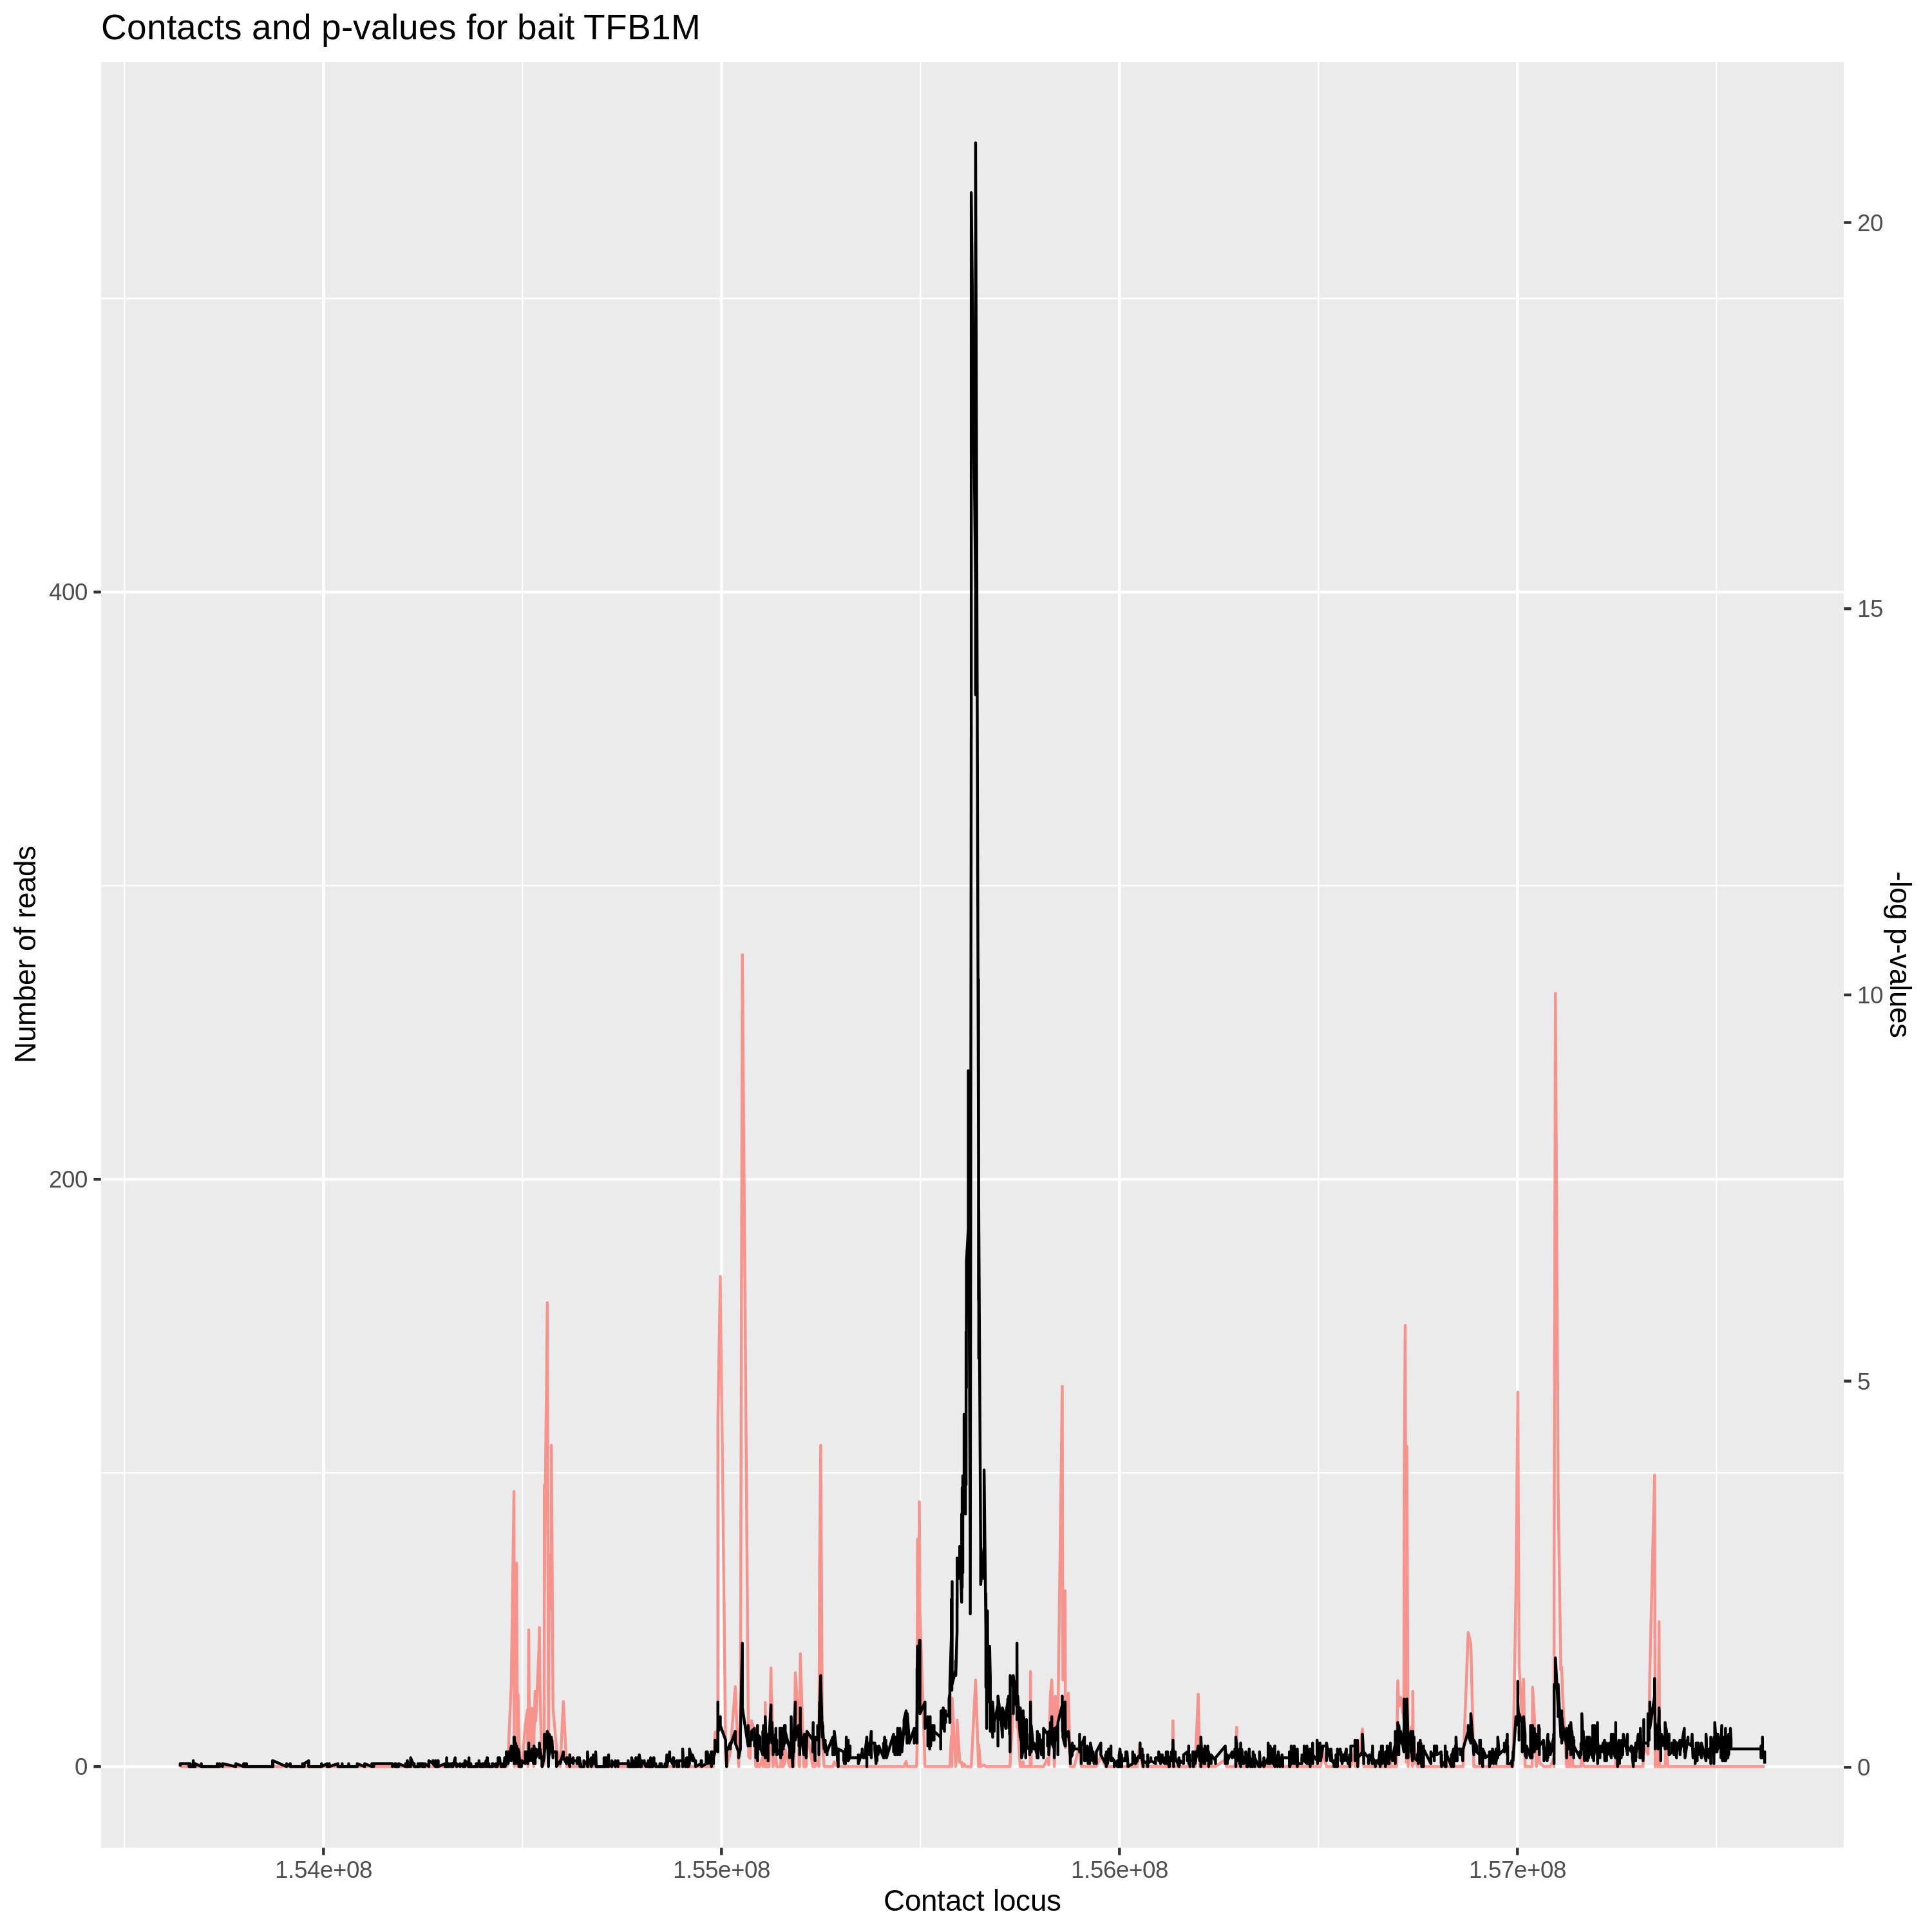 Contacts and p-values for bait TFB1M
Number of reads
400
200
0
20
15
10
5
0
-log p-values
1.54e+08
1.55e+08
1.56e+08
1.57e+08
Contact locus